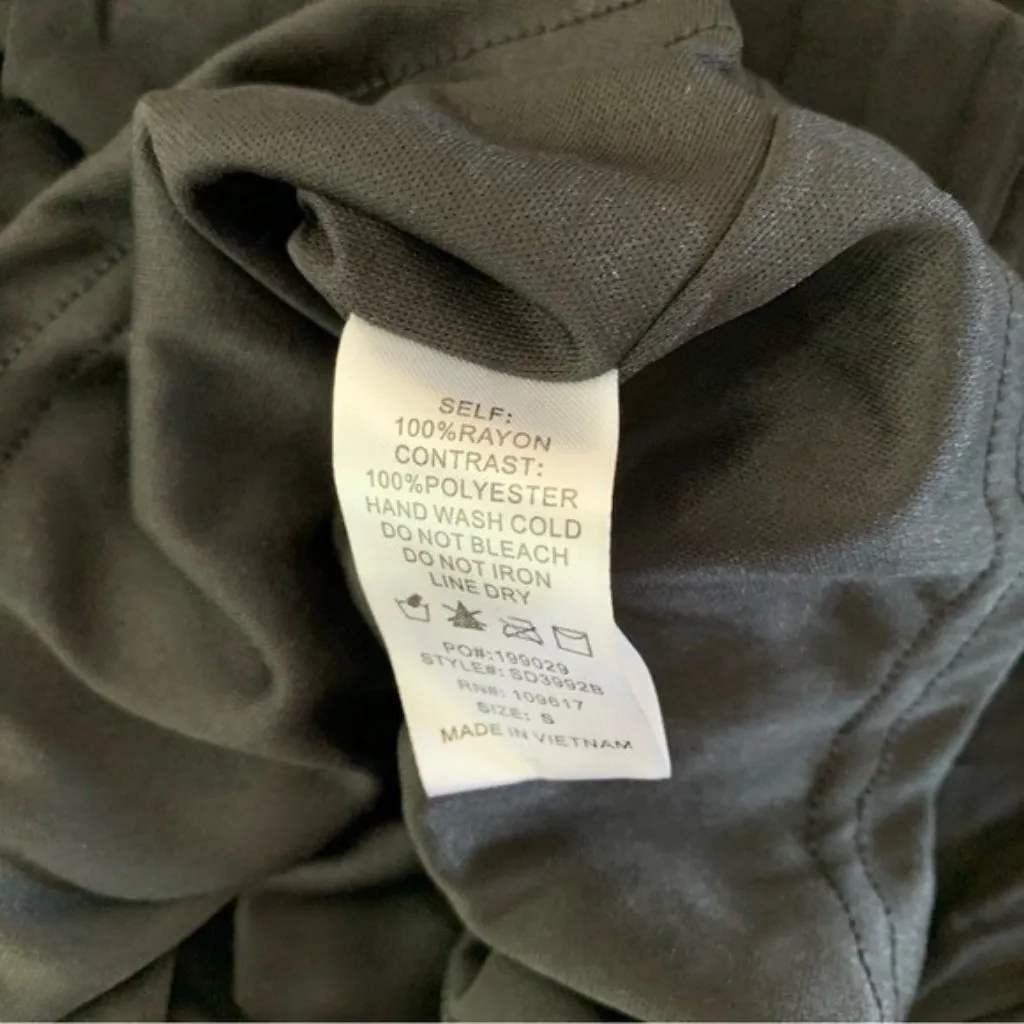 SELF:
100%RAYON
CONTRAST:
100%POLYESTER
HAND WASH COLD
DO NOT BLEACH
DO NOT IRON
LINE DRY
PO#:199029
STYLE#: SD3992B
RN#: 109617
SIZE: S
MADE IN VIETNAM